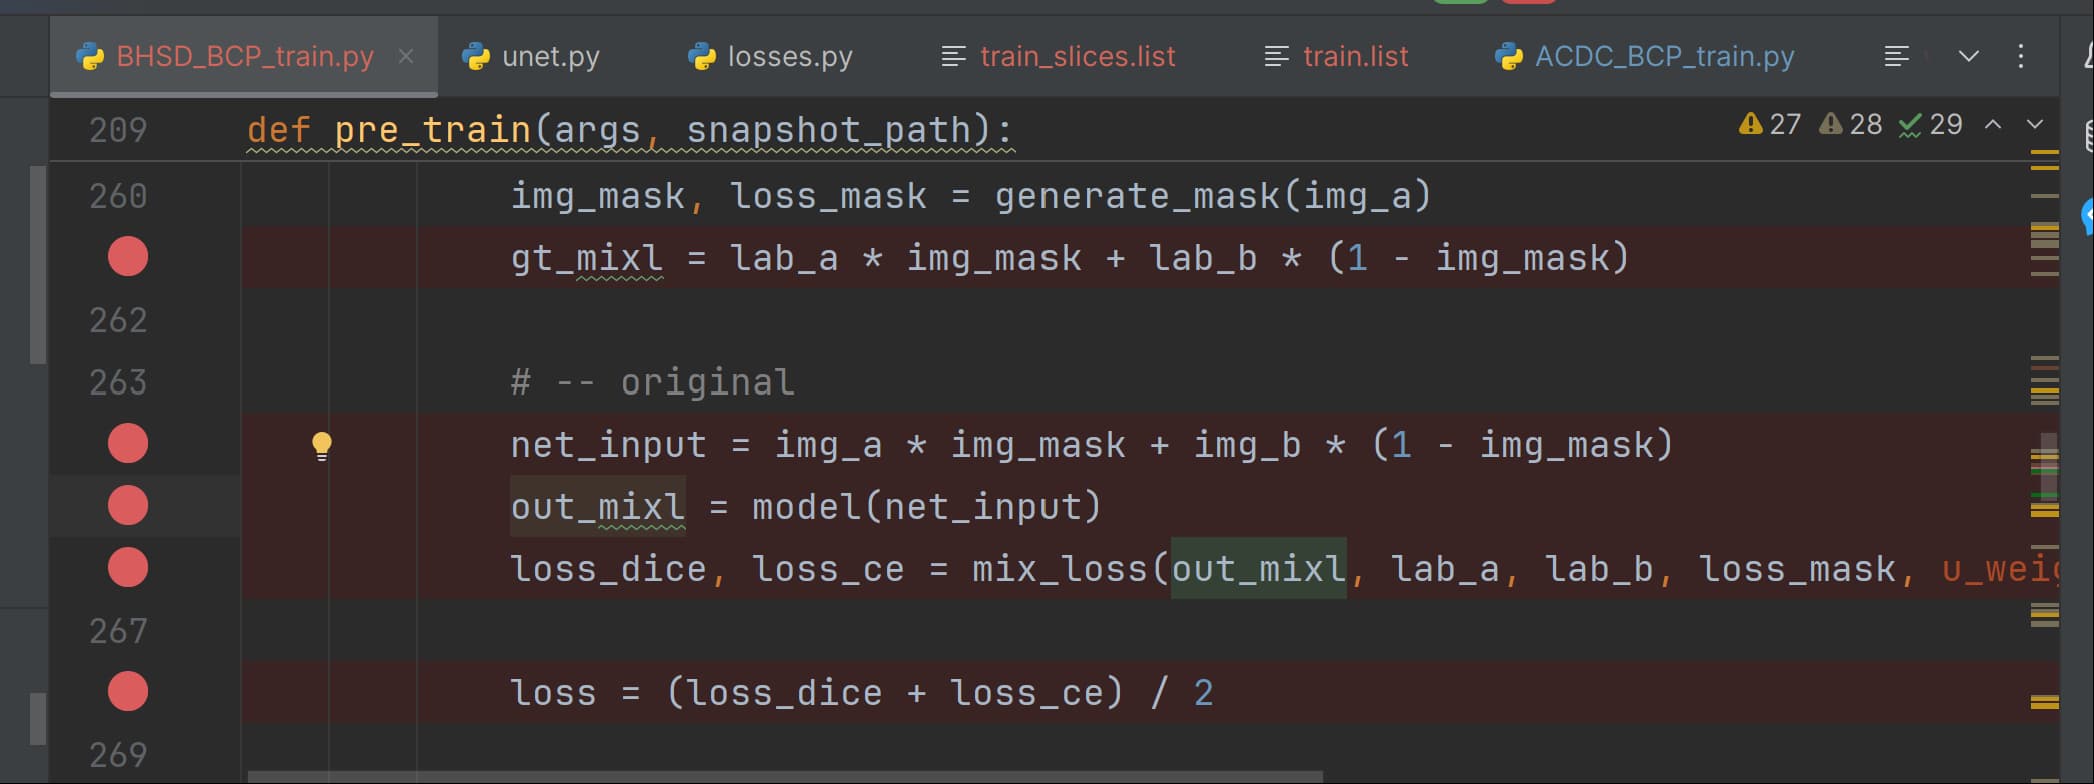 BHSD_BCP_train.py unet.py losses.py train_slices.list train.list ACDC_BCP_train.py
209 def pre_train(args, snapshot_path): 27 28 29
260 img_mask, loss_mask = generate_mask(img_a)
gt_mixl = lab_a * img_mask + lab_b * (1 - img_mask)
262
263 # -- original
net_input = img_a * img_mask + img_b * (1 - img_mask)
out_mixl = model(net_input)
loss_dice, loss_ce = mix_loss(out_mixl, lab_a, lab_b, loss_mask,
267
loss = (loss_dice + loss_ce) / 2
269